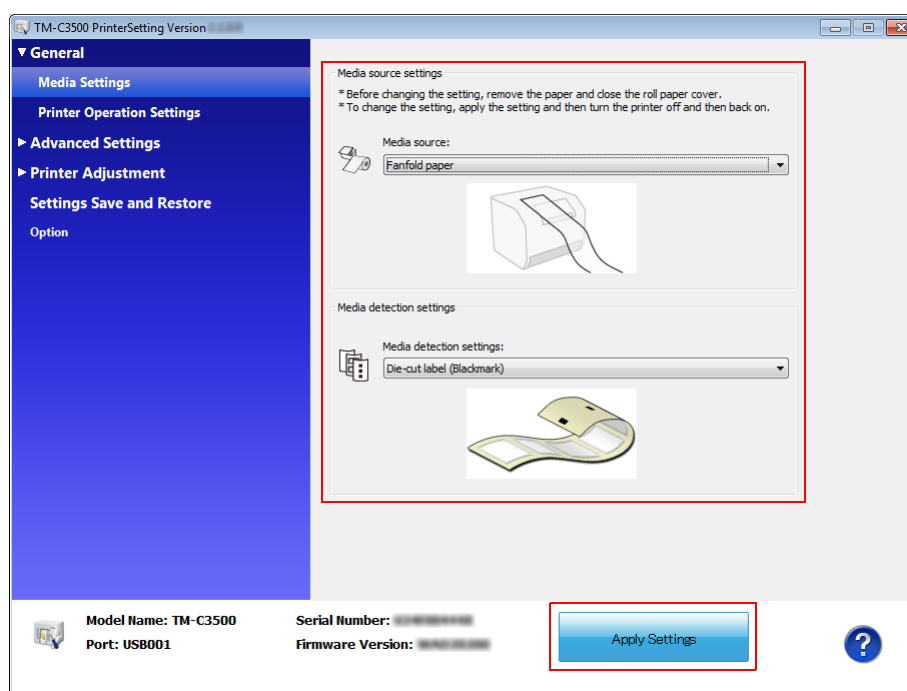 TM-C3500 PrinterSetting Version
General
Media Settings
Printer Operation Settings
Advanced Settings
Printer Adjustment
Settings Save and Restore
Option
Media source settings
*Before changing the setting, remove the paper and close the roll paper cover.
*To change the setting, apply the setting and then turn the printer off and then back on.
Media source:
Fanfold paper
Media detection settings
Media detection settings:
Die-cut label (Blackmark)
Model Name: TM-C3500
Serial Number:
Port: USB001
Firmware Version:
Apply Settings
?